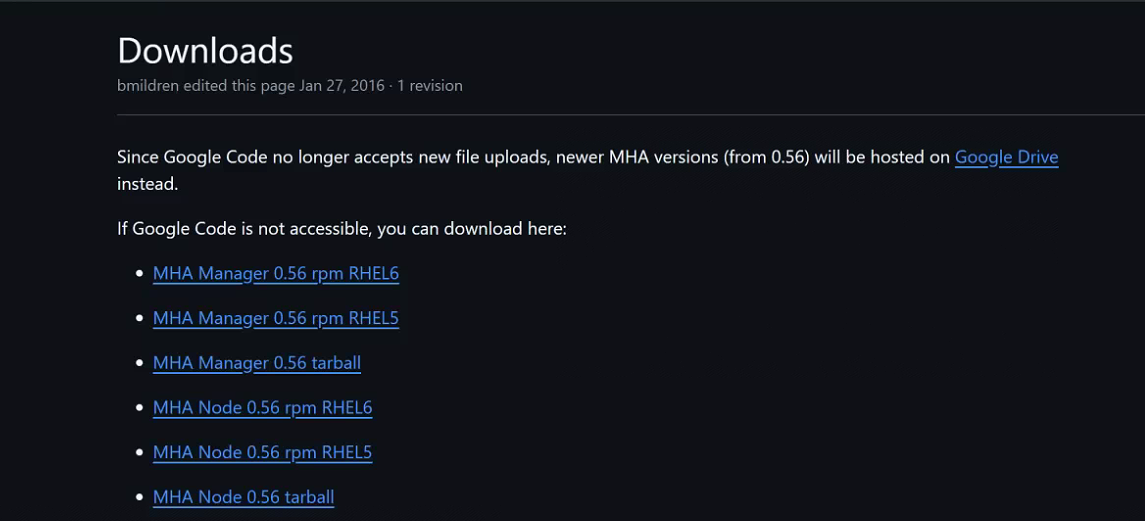 Downloads
bmildren edited this page Jan 27, 2016 · 1 revision
Since Google Code no longer accepts new file uploads, newer MHA versions (from 0.56) will be hosted on Google Drive
instead.
If Google Code is not accessible, you can download here:
• MHA Manager 0.56 rpm RHEL6
• MHA Manager 0.56 rpm RHEL5
• MHA Manager 0.56 tarball
• MHA Node 0.56 rpm RHEL6
• MHA Node 0.56 rpm RHEL5
• MHA Node 0.56 tarball